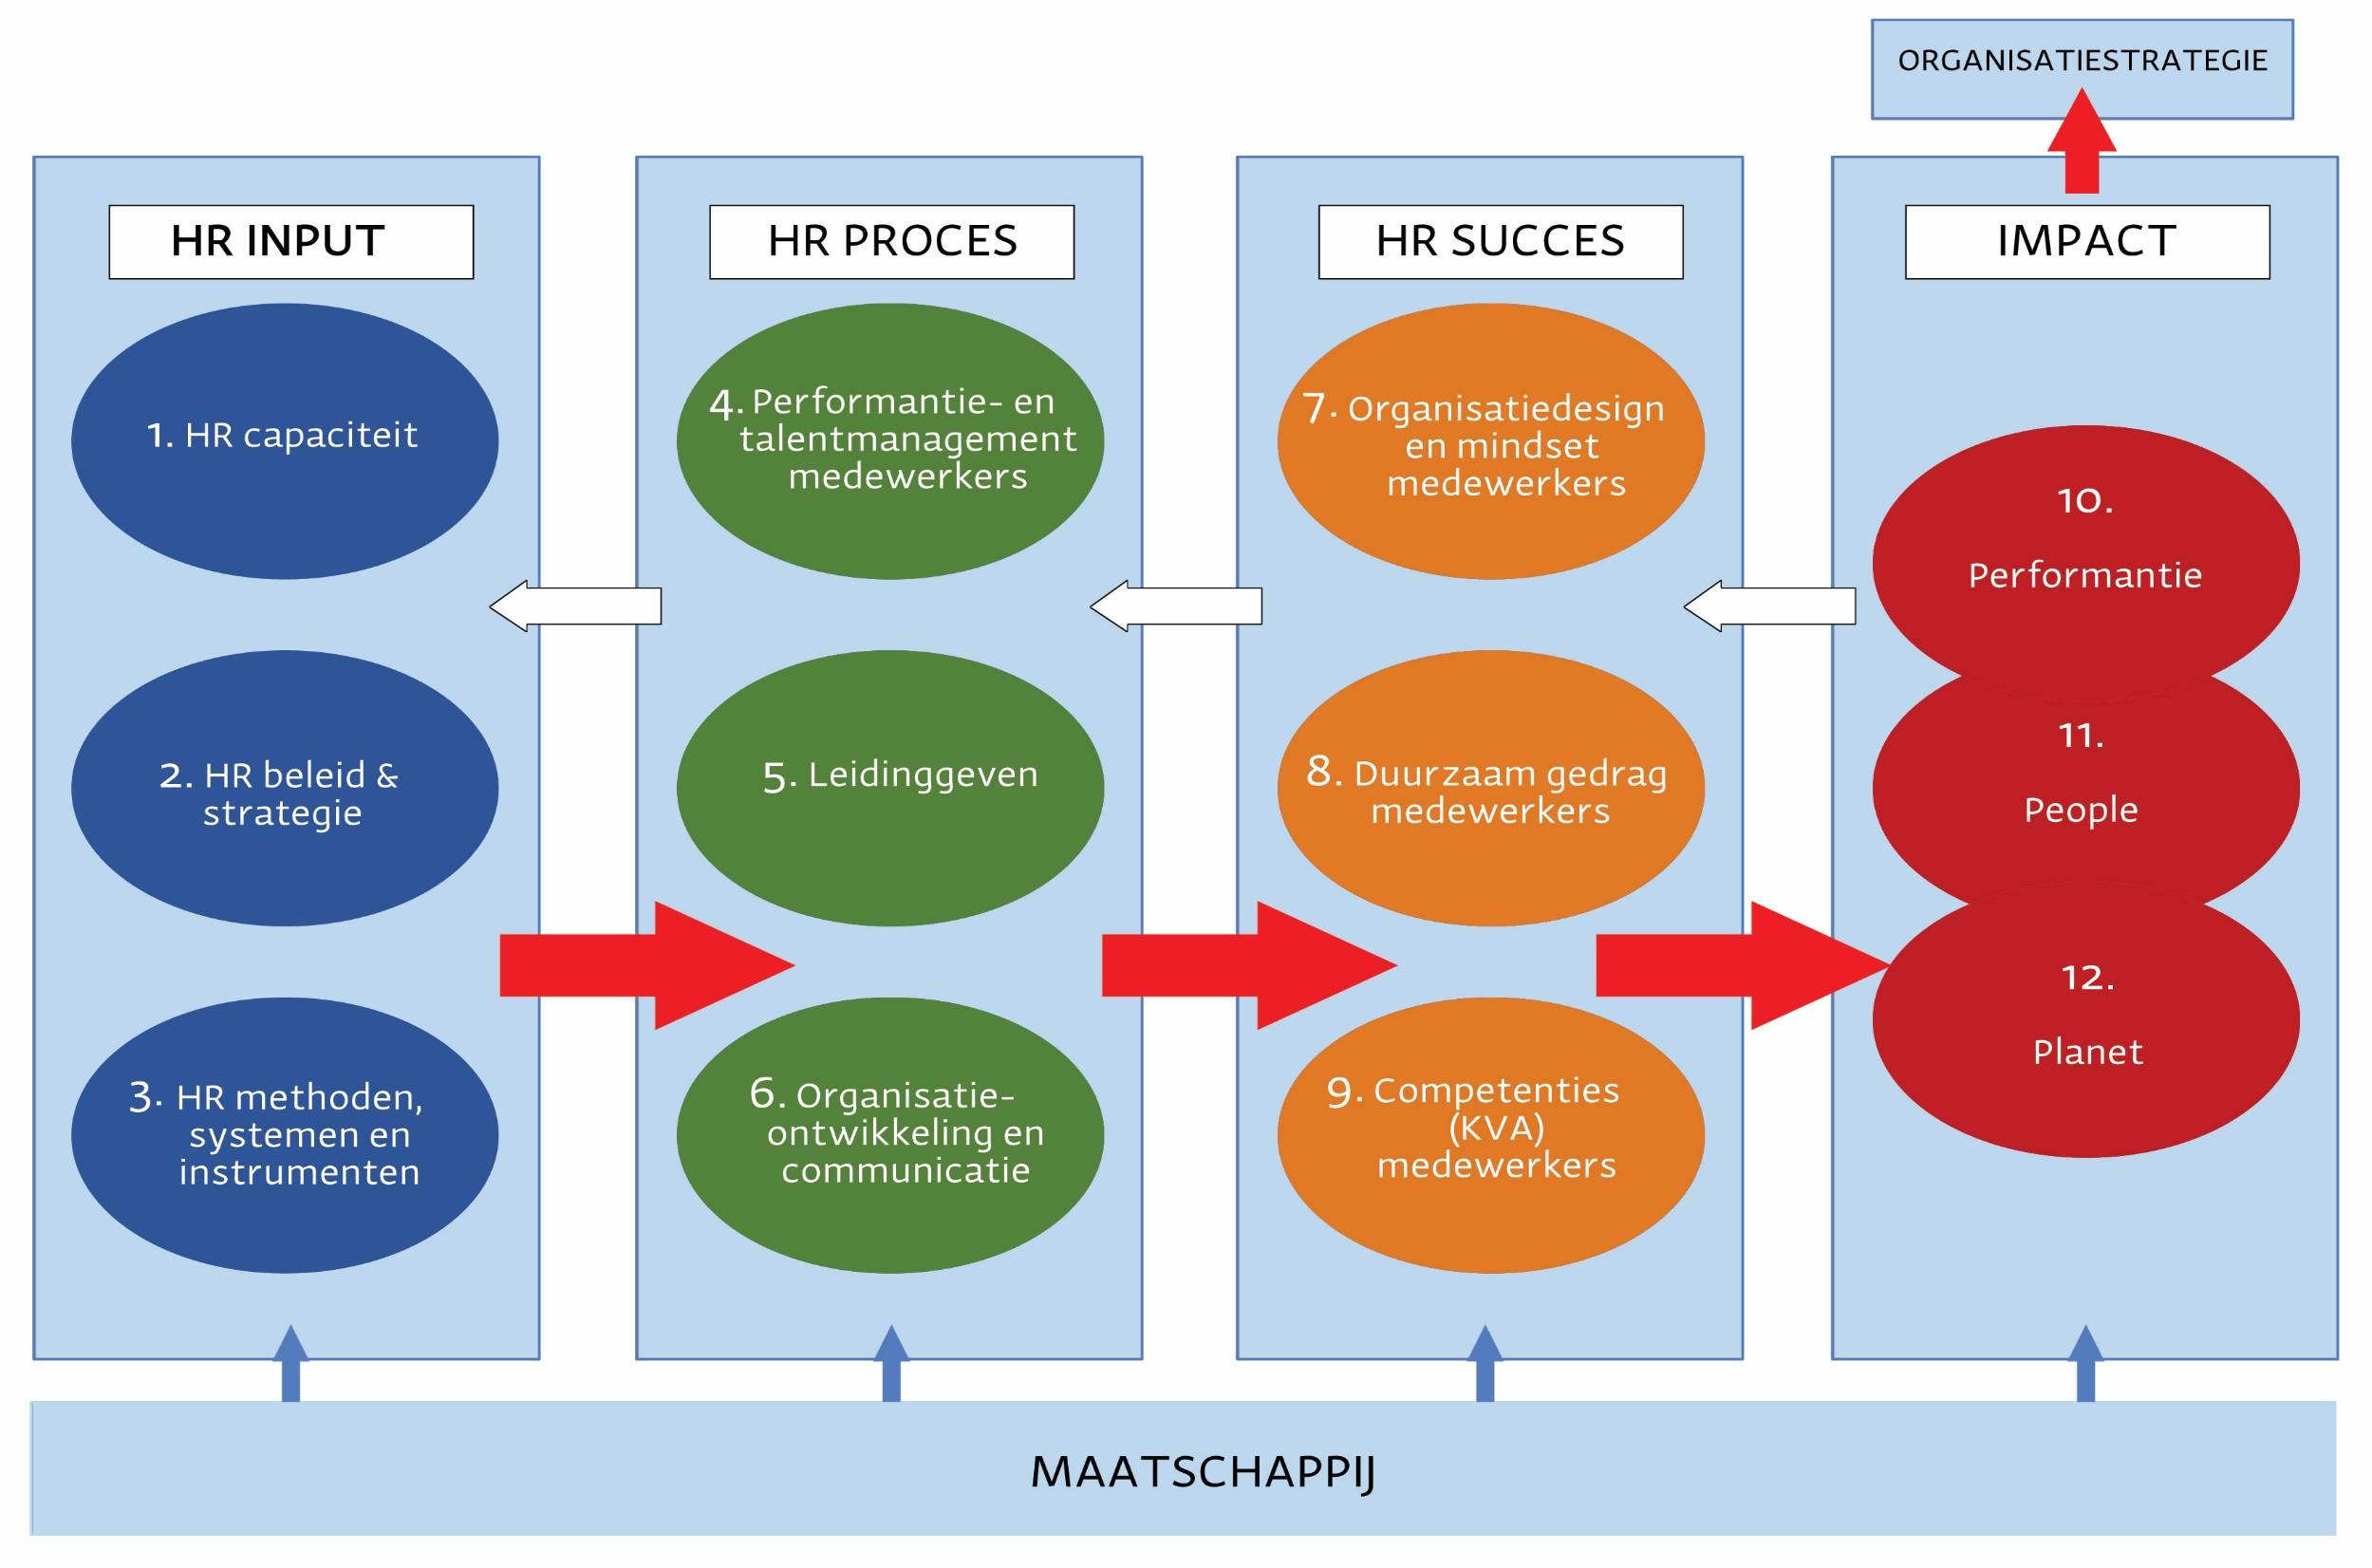 ORGANISATIESTRATEGIE
HR INPUT
1. HR capaciteit
2. HR beleid &
strategie
3. HR methoden,
systemen en
instrumenten
HR PROCES
4. Performantie- en
talentmanagement
medewerkers
5. Leidinggeven
6. Organisatie-
ontwikkeling en
communicatie
HR SUCCES
7. Organisatiedesign
en mindset
medewerkers
8. Duurzaam gedrag
medewerkers
9. Competenties
(KVA)
medewerkers
IMPACT
10.
Performantie
11.
People
12.
Planet
MAATSCHAPPIJ